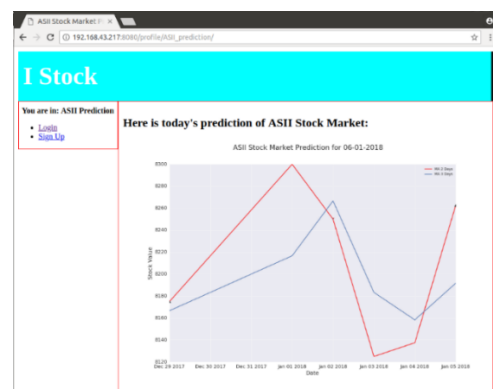 ASII Stock Market P
192.168.43.217:8080/profile/ASII_prediction/
I Stock
You are in: ASII Prediction
Login
Sign Up
Here is today's prediction of ASII Stock Market:
ASII Stock Market Prediction for 06-01-2018
Stock Value
8300
8240
8220
8200
8180
8160
8140
8120
Dec 29 2017 Dec 30 2017 Dec 31 2017 Jan 01 2018 Jan 02 2018 Jan 03 2018 Jan 04 2018 Jan 05 2018
Date